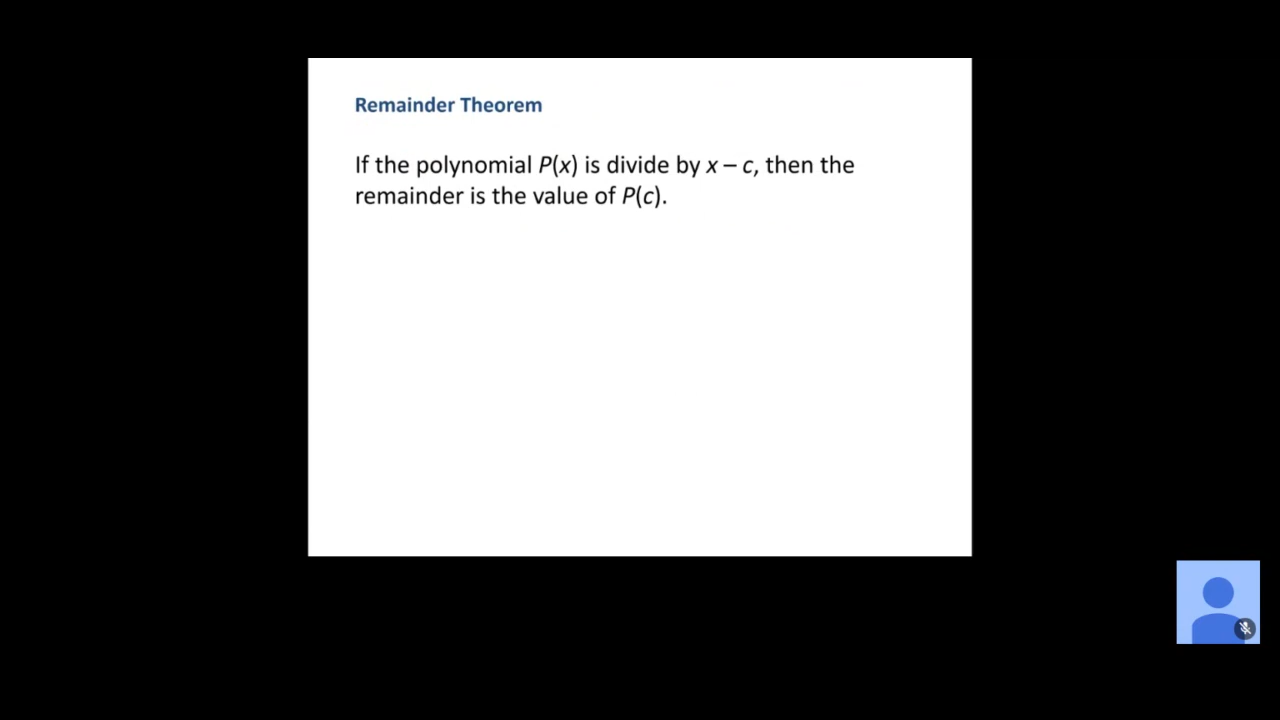 Remainder Theorem
If the polynomial P(x) is divide by x – c, then the
remainder is the value of P(c).